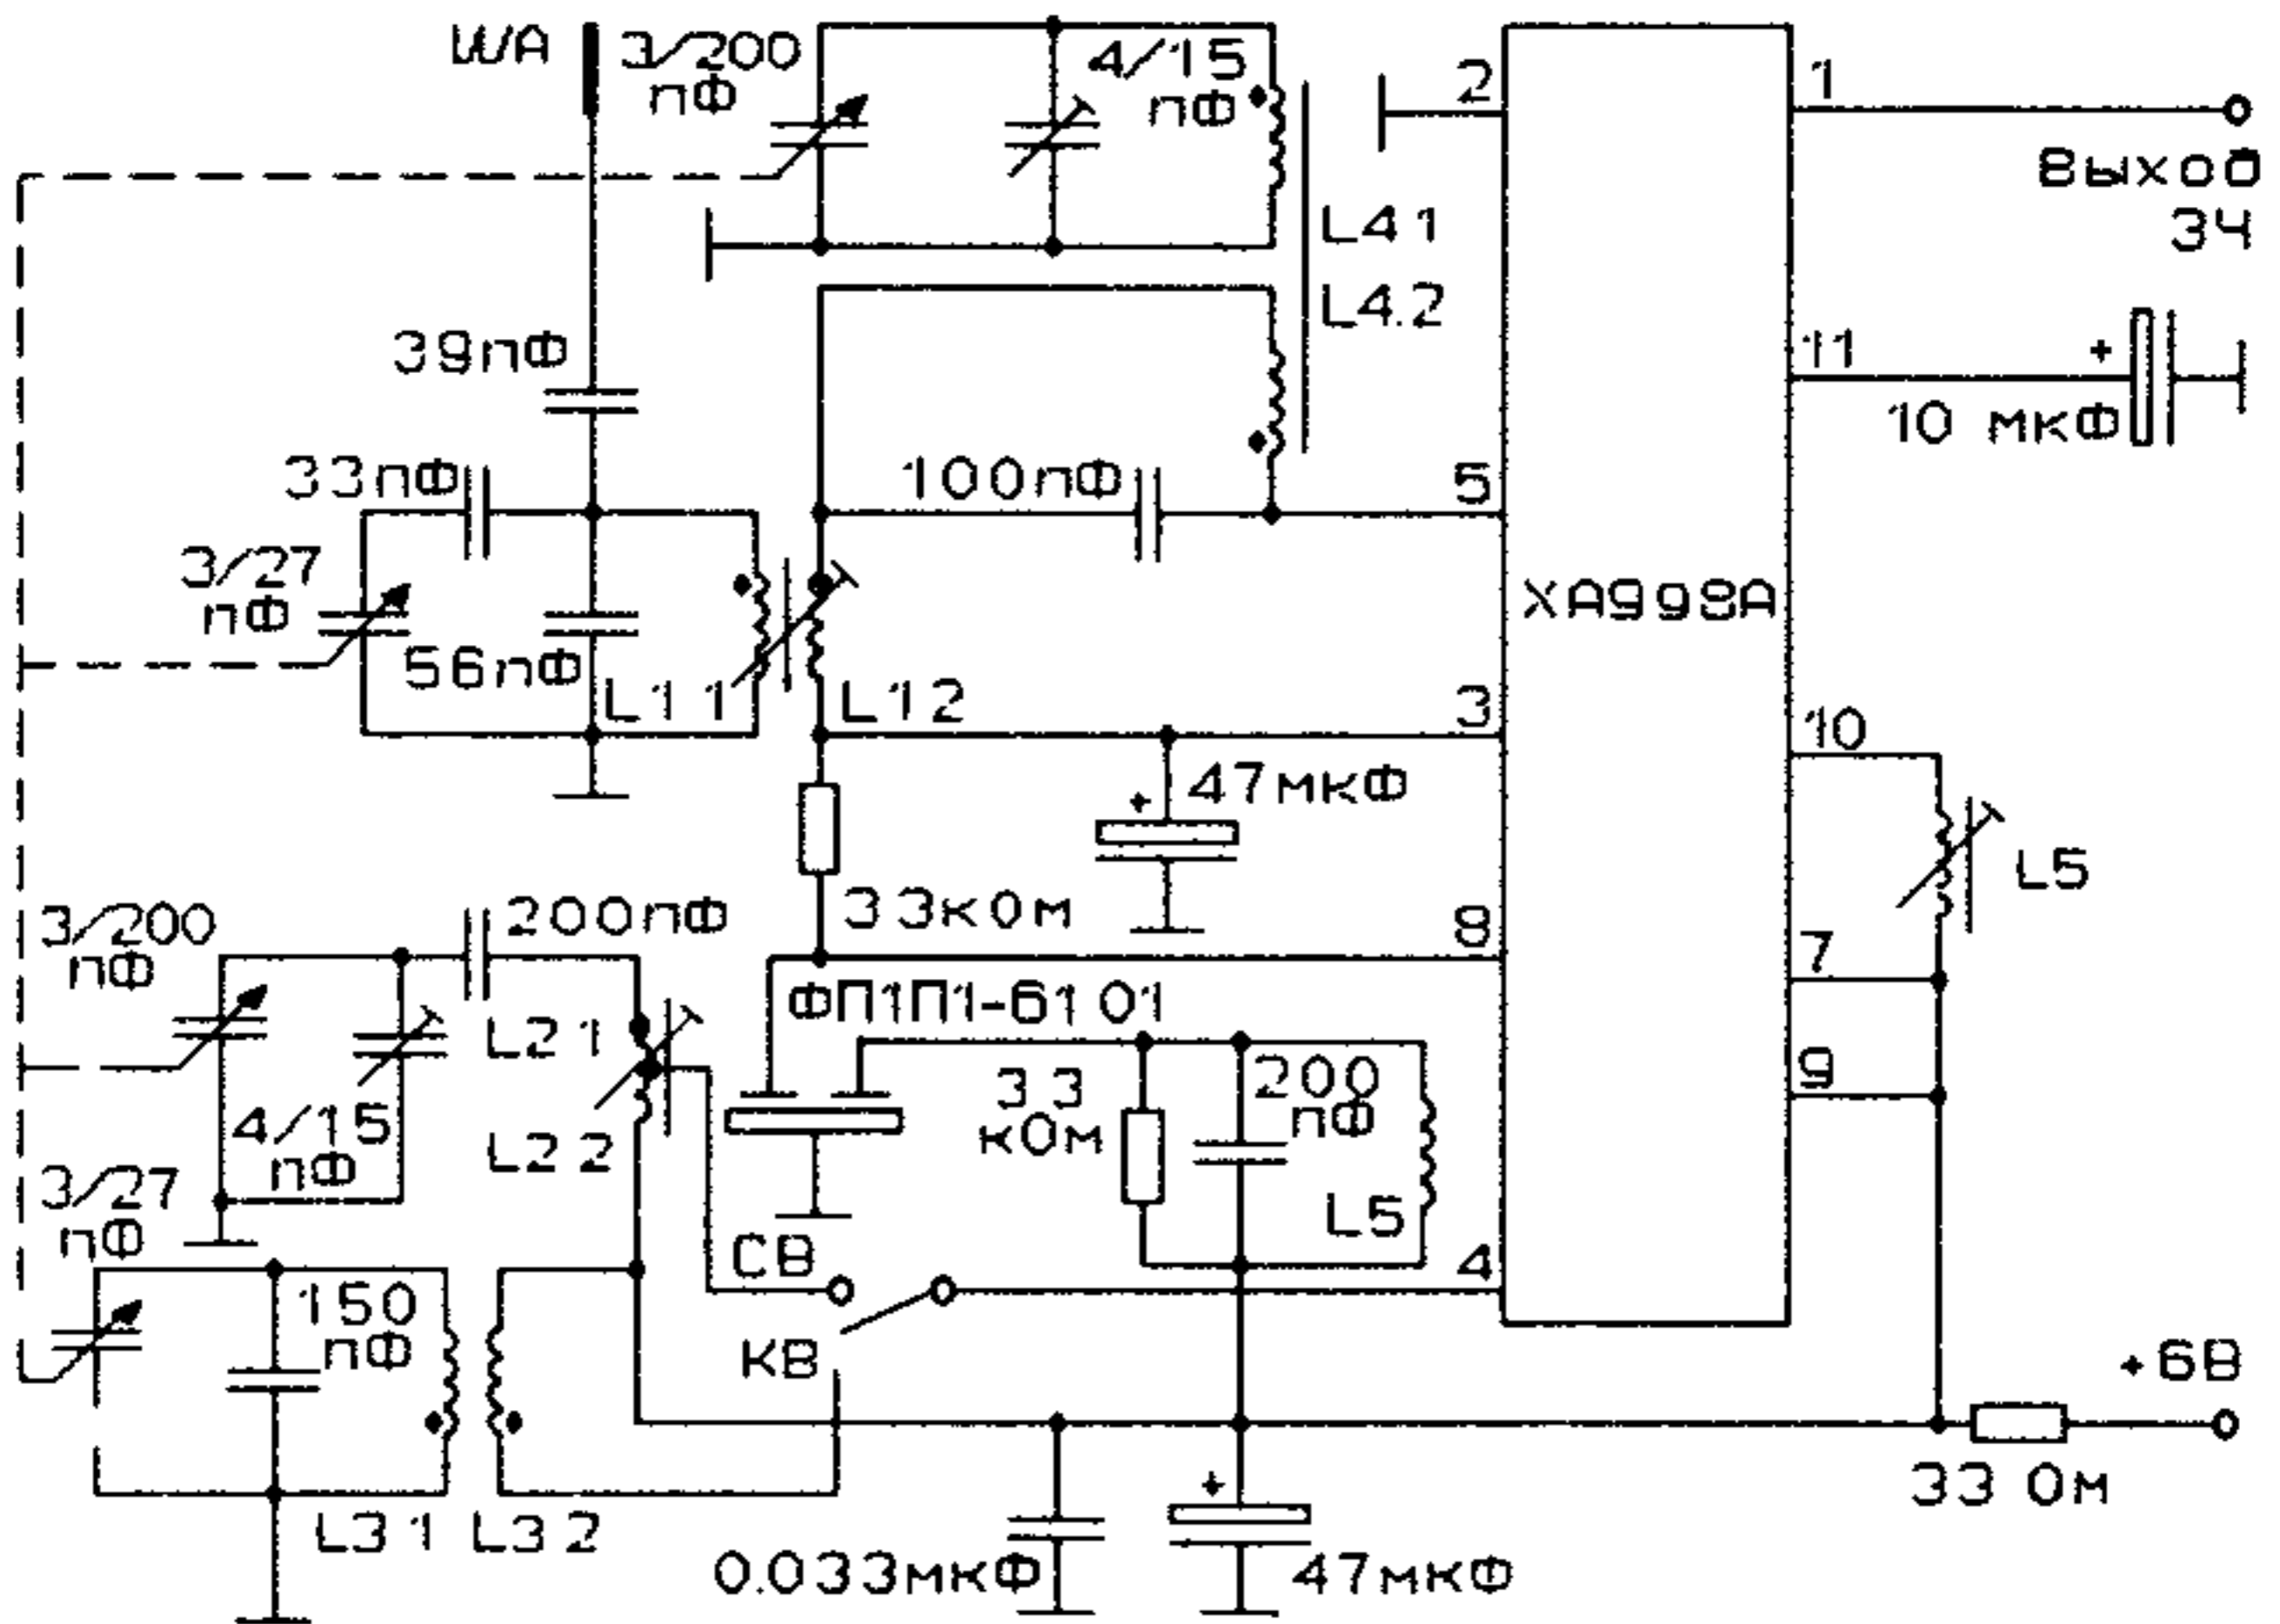 WA
3/200
пФ
4/15
пФ
2
1
Выход
ЗЧ
L4 1
L4.2
39пФ
11
+
10 мкФ
33пФ
100пФ
5
3/27
пФ
ХА998А
56пФ
L1 1
L1 2
3
10
+
47мкФ
L5
33кОм
8
7
3/200
пФ
200пФ
ФП1П1-61 01
L2 1
9
3 3
кОм
200
пФ
4/15
пФ
L2 2
L5
3/27
пФ
СВ
4
150
пФ
КВ
+6В
+
33 Ом
L3 1
L3 2
0.033мкФ
47мкФ